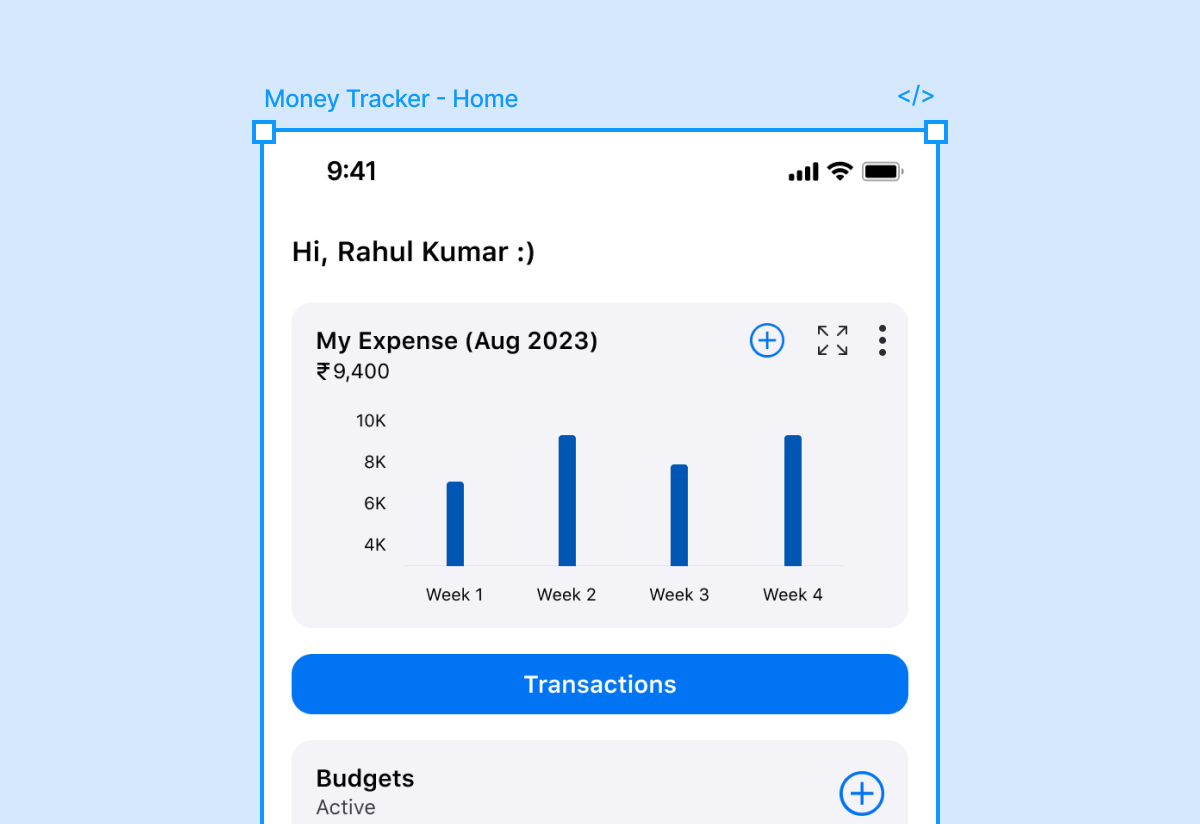 Money Tracker - Home
</>
9:41
Hi, Rahul Kumar :)
My Expense (Aug 2023)
₹9,400
10K
8K
6K
4K
Week 1 Week 2 Week 3 Week 4
Transactions
Budgets
Active